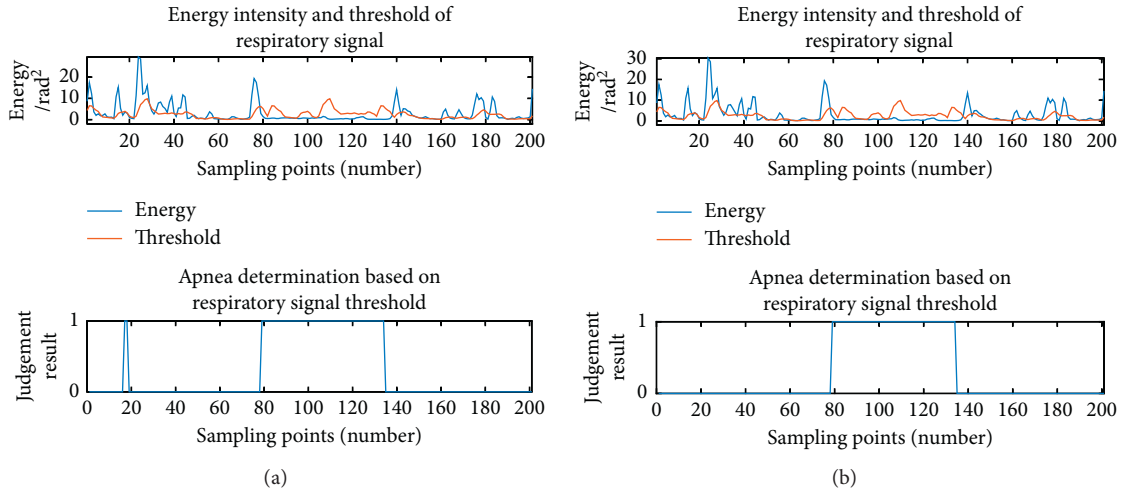 Energy intensity and threshold of
respiratory signal
Energy
/rad²
20
10
0
0 20 40 60 80 100 120 140 160 180 200
Sampling points (number)
Energy
Threshold
Apnea determination based on
respiratory signal threshold
Judgement
result
1
0
0 20 40 60 80 100 120 140 160 180 200
Sampling points (number)
(a)
Energy intensity and threshold of
respiratory signal
Energy
/rad²
30
20
10
0
20 40 60 80 100 120 140 160 180 200
Sampling points (number)
Energy
Threshold
Apnea determination based on
respiratory signal threshold
Judgement
result
1
0
0 20 40 60 80 100 120 140 160 180 200
Sampling points (number)
(b)